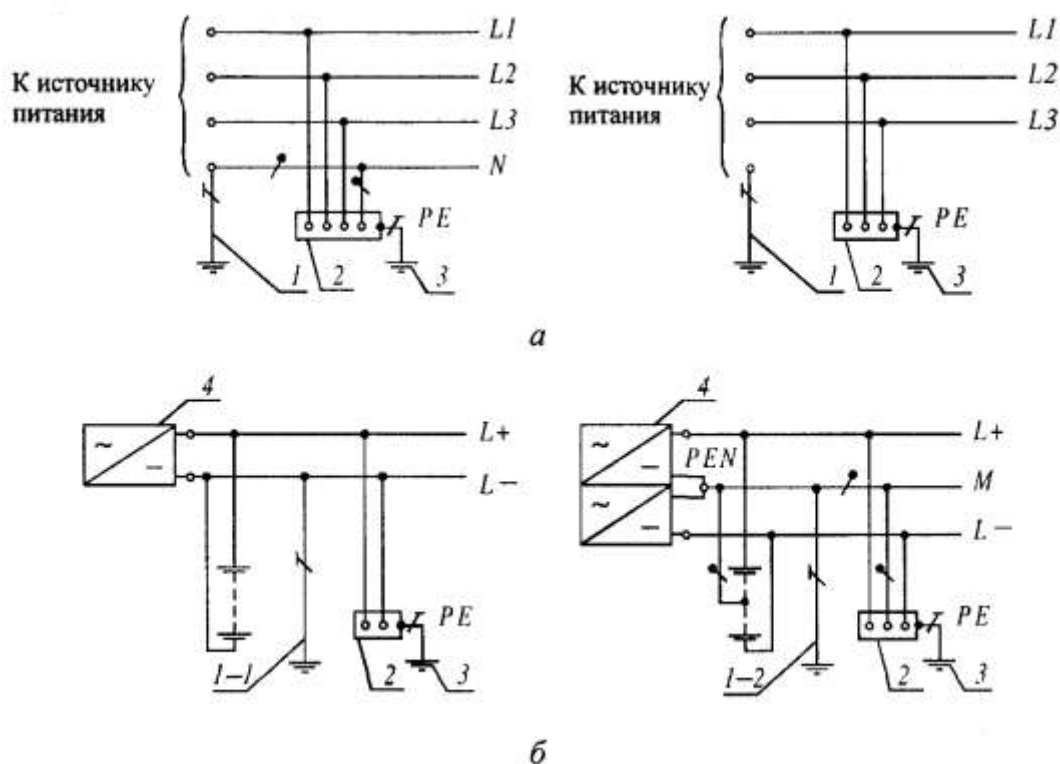 К источнику
питания
L1
L2
L3
N
PE
1
2
3
К источнику
питания
L1
L2
L3
PE
1
2
3
а
4
L+
L−
PE
1–1
2
3
4
L+
PEN
M
L−
PE
1–2
2
3
б